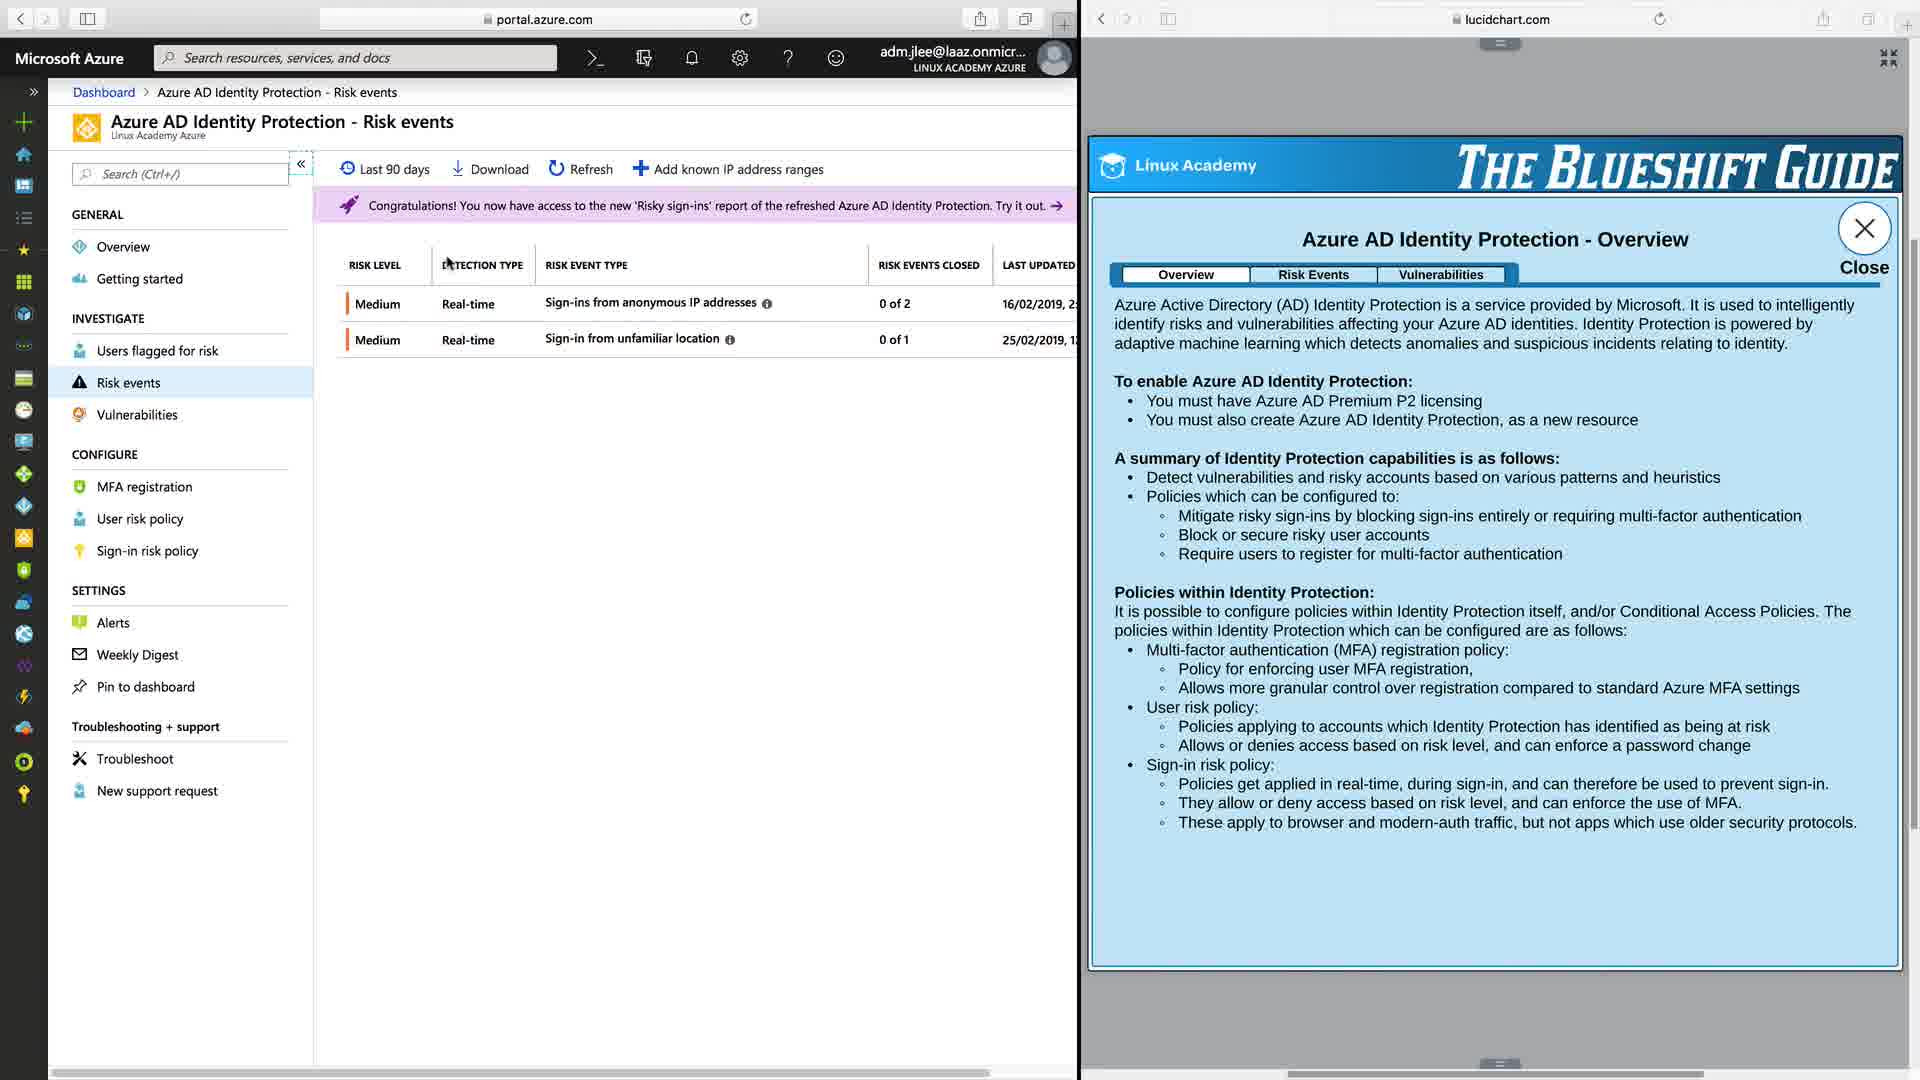 portal.azure.com
Microsoft Azure
Search resources, services, and docs
adm.jlee@laaz.onmicr...
LINUX ACADEMY AZURE
Dashboard > Azure AD Identity Protection - Risk events
Azure AD Identity Protection - Risk events
Linux Academy Azure
Search (Ctrl+/)
GENERAL
Overview
Getting started
INVESTIGATE
Users flagged for risk
Risk events
Vulnerabilities
CONFIGURE
MFA registration
User risk policy
Sign-in risk policy
SETTINGS
Alerts
Weekly Digest
Pin to dashboard
Troubleshooting + support
Troubleshoot
New support request
Last 90 days Download Refresh Add known IP address ranges
Congratulations! You now have access to the new 'Risky sign-ins' report of the refreshed Azure AD Identity Protection. Try it out. →
RISK LEVEL DETECTION TYPE RISK EVENT TYPE RISK EVENTS CLOSED LAST UPDATED
Medium Real-time Sign-ins from anonymous IP addresses 0 of 2 16/02/2019, 2:
Medium Real-time Sign-in from unfamiliar location 0 of 1 25/02/2019, 1
lucidchart.com
Linux Academy
THE BLUESHIFT GUIDE
Azure AD Identity Protection - Overview
Close
Overview Risk Events Vulnerabilities
Azure Active Directory (AD) Identity Protection is a service provided by Microsoft. It is used to intelligently
identify risks and vulnerabilities affecting your Azure AD identities. Identity Protection is powered by
adaptive machine learning which detects anomalies and suspicious incidents relating to identity.
To enable Azure AD Identity Protection:
• You must have Azure AD Premium P2 licensing
• You must also create Azure AD Identity Protection, as a new resource
A summary of Identity Protection capabilities is as follows:
• Detect vulnerabilities and risky accounts based on various patterns and heuristics
• Policies which can be configured to:
◦ Mitigate risky sign-ins by blocking sign-ins entirely or requiring multi-factor authentication
◦ Block or secure risky user accounts
◦ Require users to register for multi-factor authentication
Policies within Identity Protection:
It is possible to configure policies within Identity Protection itself, and/or Conditional Access Policies. The
policies within Identity Protection which can be configured are as follows:
• Multi-factor authentication (MFA) registration policy:
◦ Policy for enforcing user MFA registration,
◦ Allows more granular control over registration compared to standard Azure MFA settings
• User risk policy:
◦ Policies applying to accounts which Identity Protection has identified as being at risk
◦ Allows or denies access based on risk level, and can enforce a password change
• Sign-in risk policy:
◦ Policies get applied in real-time, during sign-in, and can therefore be used to prevent sign-in.
◦ They allow or deny access based on risk level, and can enforce the use of MFA.
◦ These apply to browser and modern-auth traffic, but not apps which use older security protocols.